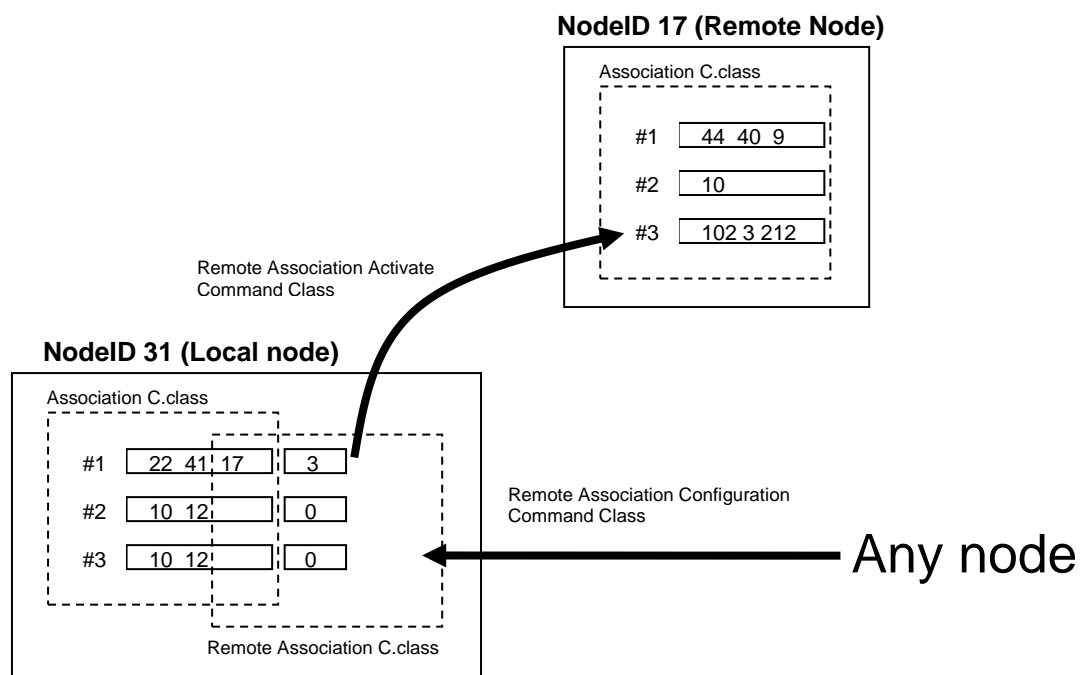 NodeID 17 (Remote Node)
Association C.class
#1 44 40 9
#2 10
#3 102 3 212
Remote Association Activate
Command Class
NodeID 31 (Local node)
Association C.class
#1 22 41 17 3
#2 10 12 0
#3 10 12 0
Remote Association C.class
Remote Association Configuration
Command Class
Any node